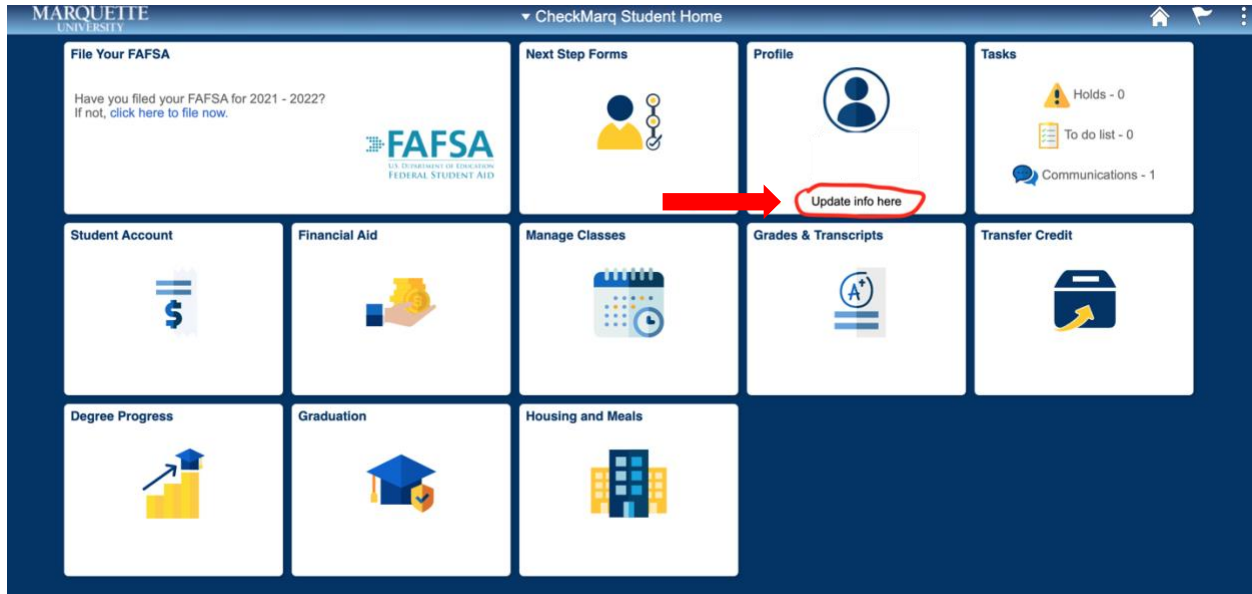 MARQUETTE
UNIVERSITY
CheckMarq Student Home
File Your FAFSA
Have you filed your FAFSA for 2021 - 2022?
If not, click here to file now.
FAFSA
U.S. DEPARTMENT OF EDUCATION
FEDERAL STUDENT AID
Next Step Forms
Profile
Update info here
Tasks
Holds - 0
To do list - 0
Communications - 1
Student Account
$
Financial Aid
$
Manage Classes
Grades & Transcripts
A+
Transfer Credit
Degree Progress
Graduation
Housing and Meals